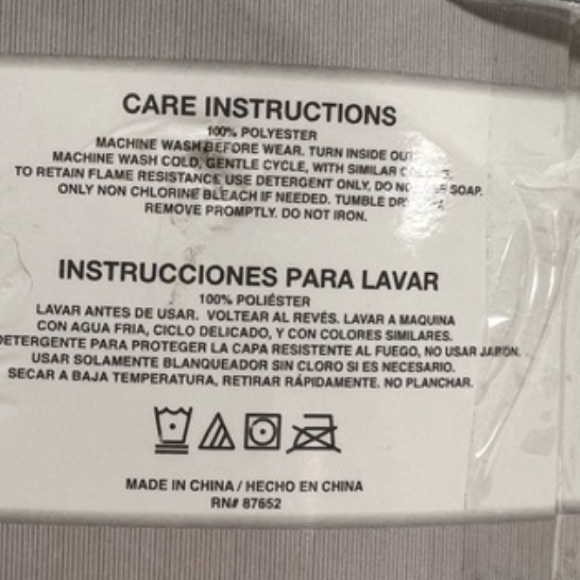 CARE INSTRUCTIONS
100% POLYESTER
MACHINE WASH BEFORE WEAR. TURN INSIDE OUT
MACHINE WASH COLD, GENTLE CYCLE, WITH SIMILAR
TO RETAIN FLAME RESISTANCE USE DETERGENT ONLY, DO SOAP.
ONLY NON CHLORINE BLEACH IF NEEDED. TUMBLE
REMOVE PROMPTLY. DO NOT IRON.
INSTRUCCIONES PARA LAVAR
100% POLIÉSTER
LAVAR ANTES DE USAR. VOLTEAR AL REVÉS. LAVAR A MAQUINA
CON AGUA FRIA, CICLO DELICADO, Y CON COLORES SIMILARES.
DETERGENTE PARA PROTEGER LA CAPA RESISTENTE AL FUEGO, NO USAR JABON.
USAR SOLAMENTE BLANQUEADOR SIN CLORO SI ES NECESARIO.
SECAR A BAJA TEMPERATURA, RETIRAR RÁPIDAMENTE. NO PLANCHAR.
MADE IN CHINA / HECHO EN CHINA
RN# 87652